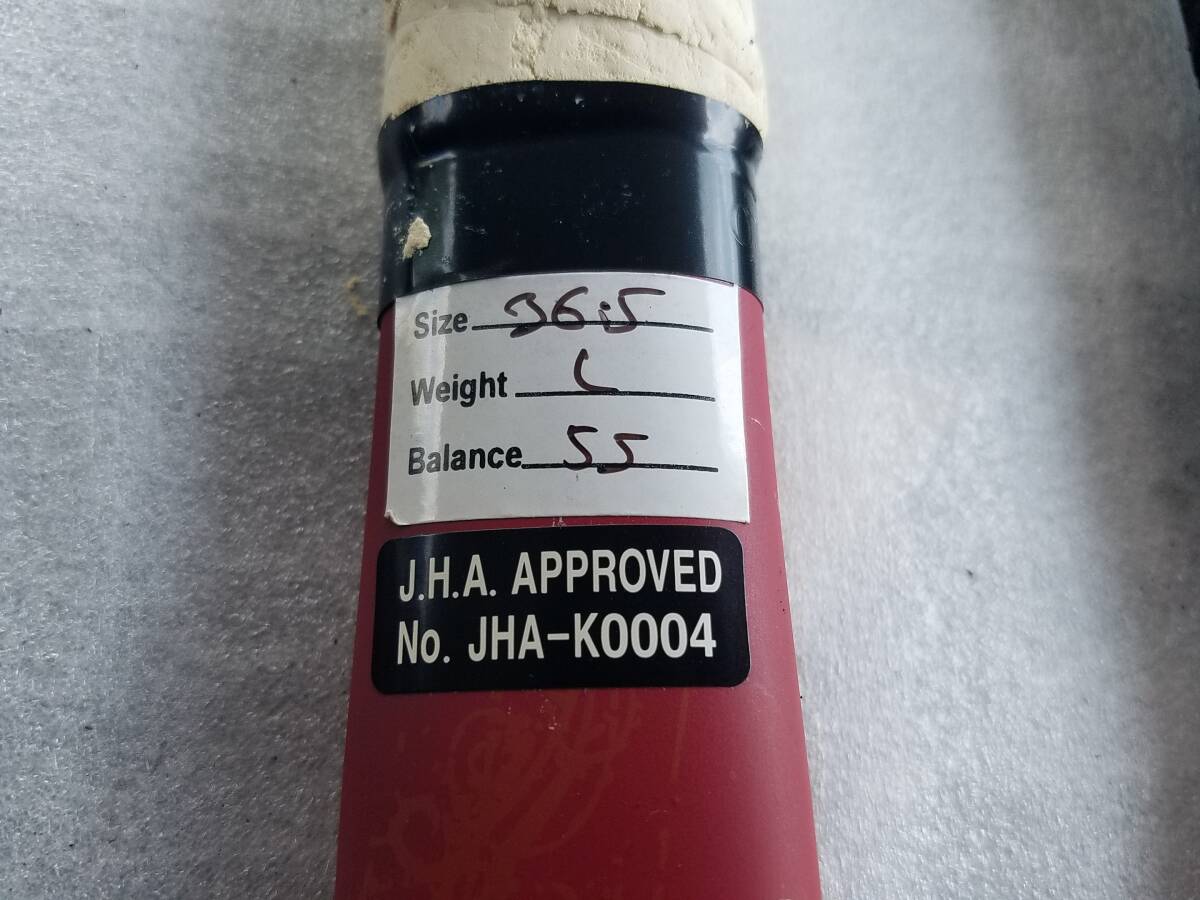 Size 36.5
Weight L
Balance 55
J.H.A. APPROVED
No. JHA-K0004